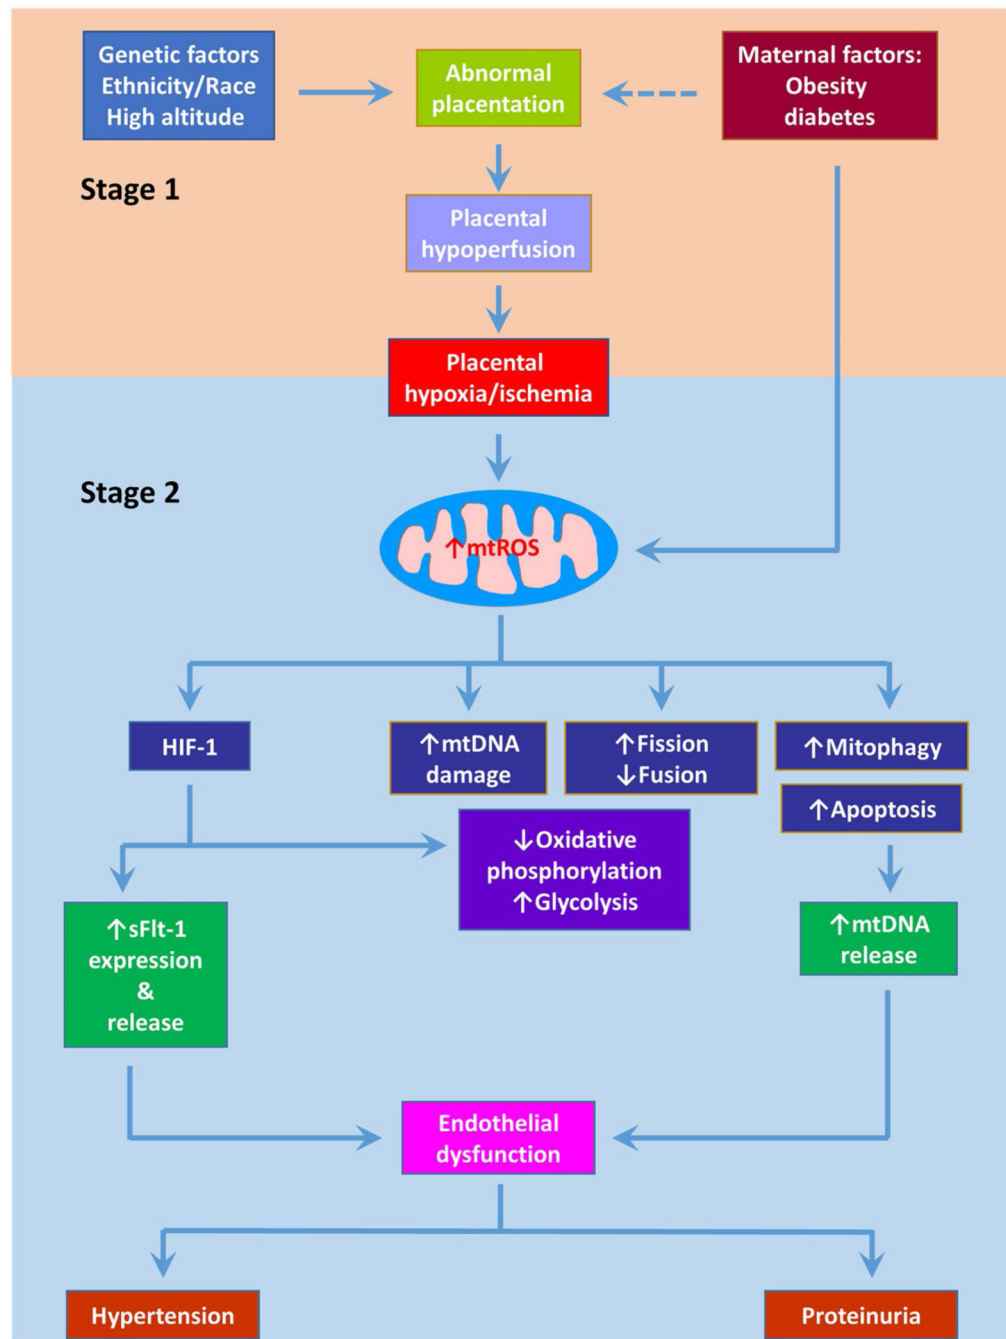 Genetic factors
Ethnicity/Race
High altitude
Abnormal
placentation
Maternal factors:
Obesity
diabetes
Stage 1
Placental
hypoperfusion
Placental
hypoxia/ischemia
Stage 2
↑mtROS
HIF-1
↑mtDNA
damage
↑Fission
↓Fusion
↑Mitophagy
↑Apoptosis
↓Oxidative
phosphorylation
↑Glycolysis
↑sFlt-1
expression
&
release
↑mtDNA
release
Endothelial
dysfunction
Hypertension
Proteinuria